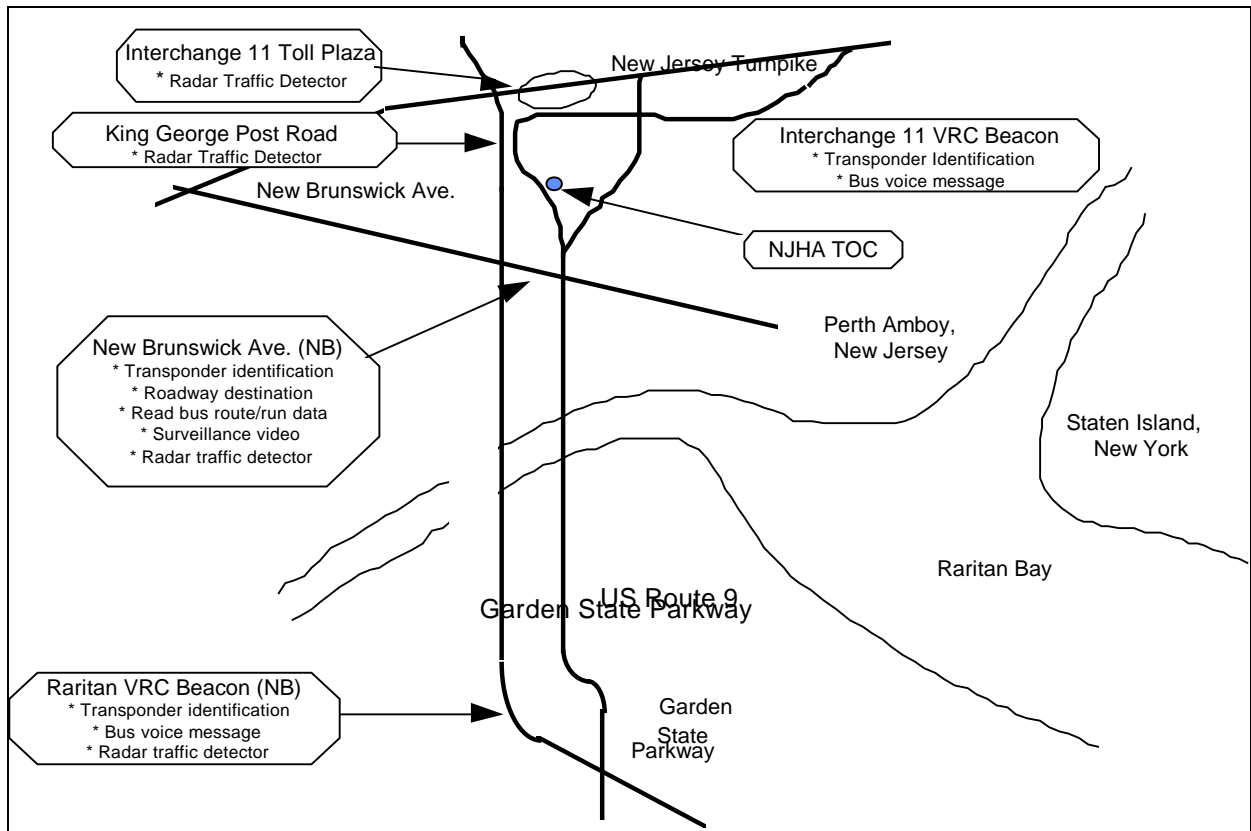 Interchange 11 Toll Plaza
* Radar Traffic Detector
New Jersey Turnpike
King George Post Road
* Radar Traffic Detector
Interchange 11 VRC Beacon
* Transponder Identification
* Bus voice message
New Brunswick Ave.
NJHA TOC
New Brunswick Ave. (NB)
* Transponder identification
* Roadway destination
* Read bus route/run data
* Surveillance video
* Radar traffic detector
Perth Amboy,
New Jersey
Staten Island,
New York
Raritan Bay
US Route 9
Garden State Parkway
Raritan VRC Beacon (NB)
* Transponder identification
* Bus voice message
* Radar traffic detector
Garden
State
Parkway